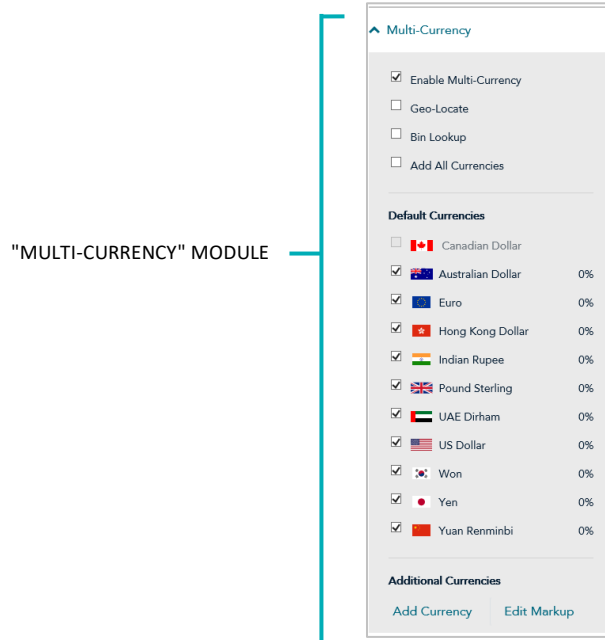 Multi-Currency
Enable Multi-Currency
Geo-Locate
Bin Lookup
Add All Currencies
Default Currencies
Canadian Dollar
"MULTI-CURRENCY" MODULE
Australian Dollar 0%
Euro 0%
Hong Kong Dollar 0%
Indian Rupee 0%
Pound Sterling 0%
UAE Dirham 0%
US Dollar 0%
Won 0%
Yen 0%
Yuan Renminbi 0%
Additional Currencies
Add Currency Edit Markup